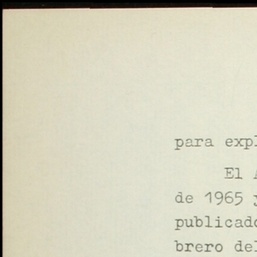 para expl
El A
de 1965 y
publicado
brero del